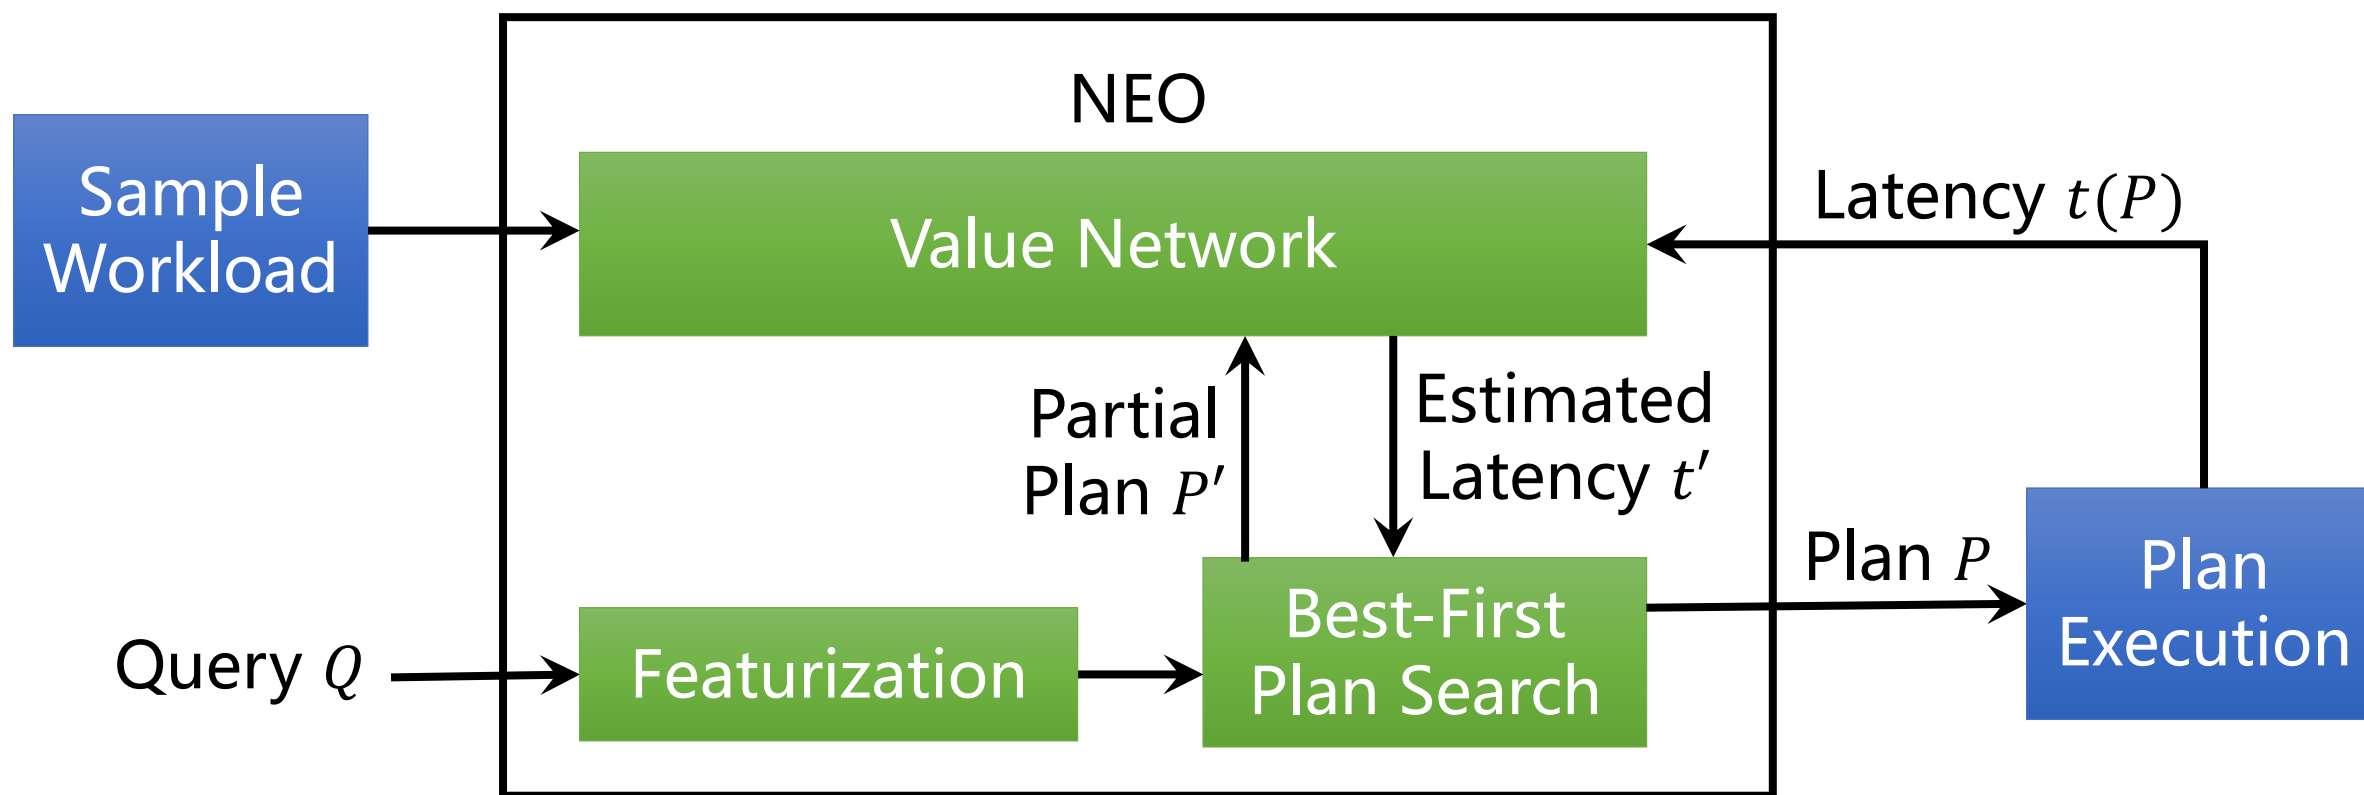 NEO
Sample
Workload
Value Network
Latency t(P)
Partial
Plan P′
Estimated
Latency t′
Query Q
Featurization
Best-First
Plan Search
Plan P
Plan
Execution